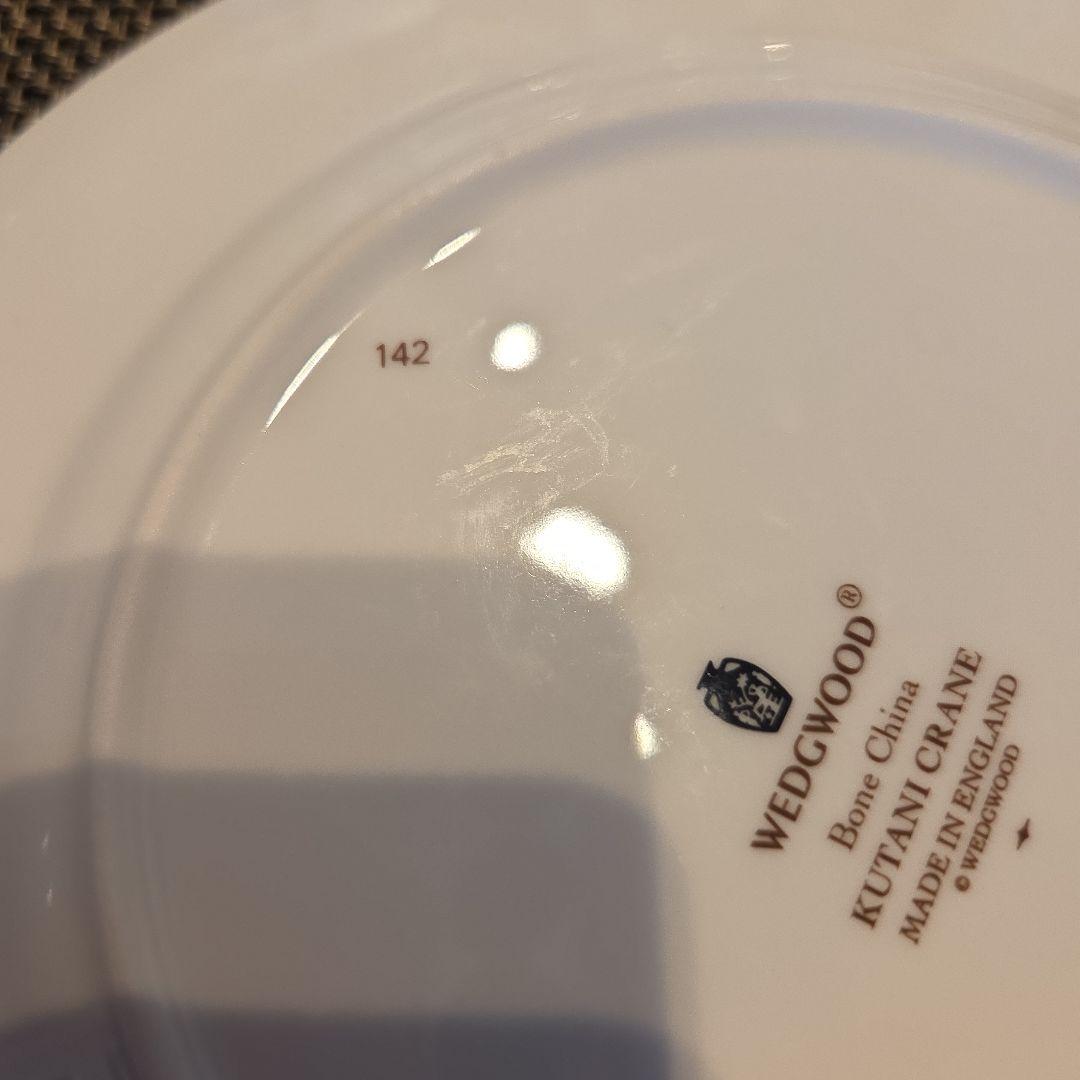 142
WEDGWOOD®
Bone China
KUTANI CRANE
MADE IN ENGLAND
© WEDGWOOD